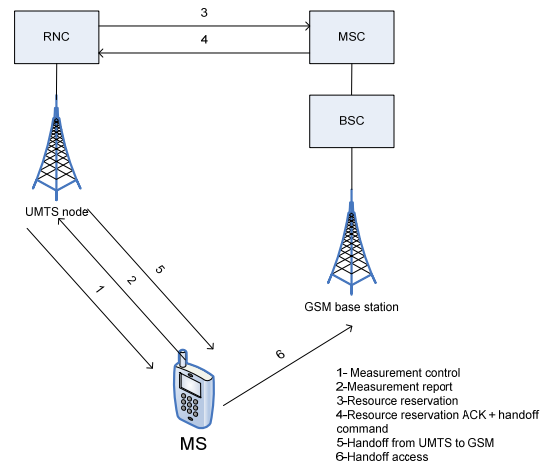 3
RNC
MSC
4
BSC
UMTS node
5
2
1
GSM base station
6
MS
1- Measurement control
2-Measurement report
3-Resource reservation
4-Resource reservation ACK + handoff
command
5-Handoff from UMTS to GSM
6-Handoff access